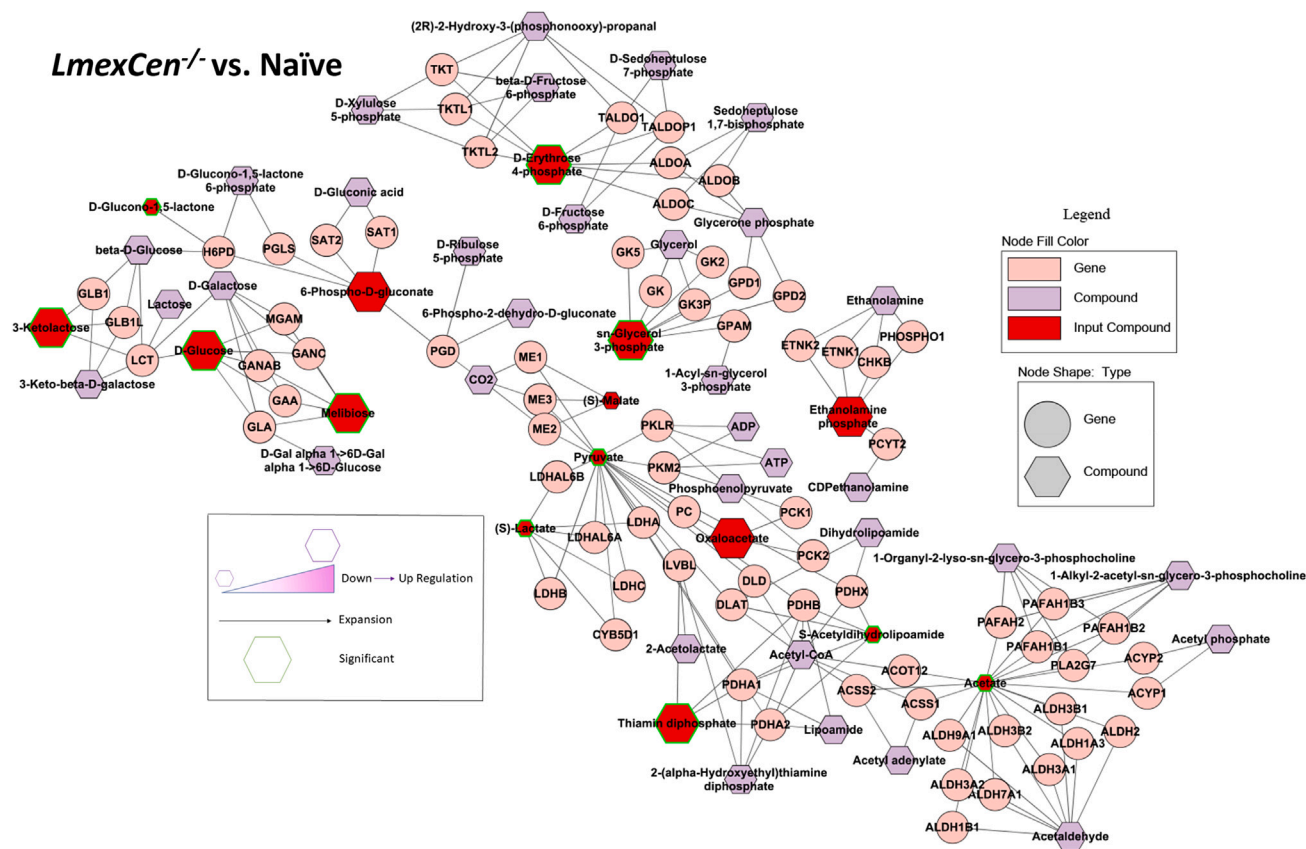 LmexCen-/- vs. Naïve
(2R)-2-Hydroxy-3-(phosphonooxy)-propanal
TKT
beta-D-Fructose
6-phosphate
D-Sedoheptulose
7-phosphate
D-Xylulose
5-phosphate
TKTL1
TALDO1
TALDOP1
Sedoheptulose
1,7-bisphosphate
TKTL2
D-Erythrose
4-phosphate
ALDOA
ALDOB
ALDOC
D-Fructose
6-phosphate
Glycerone phosphate
D-Glucono-1,5-lactone
6-phosphate
D-Glucono-1,5-lactone
D-Gluconic acid
SAT2
SAT1
beta-D-Glucose
H6PD
PGLS
D-Ribulose
5-phosphate
GK5
Glycerol
GK2
GK
GK3P
GPD1
GPD2
GLB1
D-Galactose
Lactose
6-Phospho-D-gluconate
6-Phospho-2-dehydro-D-gluconate
sn-Glycerol
3-phosphate
GPAM
3-Ketolactose
GLB1L
MGAM
D-Glucose
GANC
LCT
GANAB
PGD
3-Keto-beta-D-galactose
GAA
Melibiose
GLA
D-Gal alpha 1->6D-Gal
alpha 1->6D-Glucose
CO2
ME1
ME3
ME2
(S)-Malate
1-Acyl-sn-glycerol
3-phosphate
Ethanolamine
ETNK2
ETNK1
PHOSPHO1
CHKB
Ethanolamine
phosphate
PCYT2
CDPethanolamine
PKLR
ADP
Pyruvate
PKM2
ATP
LDHAL6B
Phosphoenolpyruvate
PC
PCK1
(S)-Lactate
LDHA
LDHAL6A
Oxaloacetate
PCK2
Dihydrolipoamide
ILVBL
LDHB
LDHC
DLD
DLAT
PDHB
PDHX
CYB5D1
S-Acetyldihydrolipoamide
2-Acetolactate
Acetyl-CoA
PDHA1
ACOT12
ACSS2
ACSS1
Thiamin diphosphate
PDHA2
Lipoamide
Acetyl adenylate
2-(alpha-Hydroxyethyl)thiamine
diphosphate
1-Organyl-2-lyso-sn-glycero-3-phosphocholine
1-Alkyl-2-acetyl-sn-glycero-3-phosphocholine
PAFAH1B3
PAFAH2
PAFAH1B2
PAFAH1B1
Acetyl phosphate
PLA2G7
ACYP2
Acetate
ACYP1
ALDH3B1
ALDH9A1
ALDH3B2
ALDH1A3
ALDH2
ALDH3A1
ALDH3A2
ALDH7A1
ALDH1B1
Acetaldehyde
Legend
Node Fill Color
Gene
Compound
Input Compound
Node Shape: Type
Gene
Compound
Down Up Regulation
Expansion
Significant